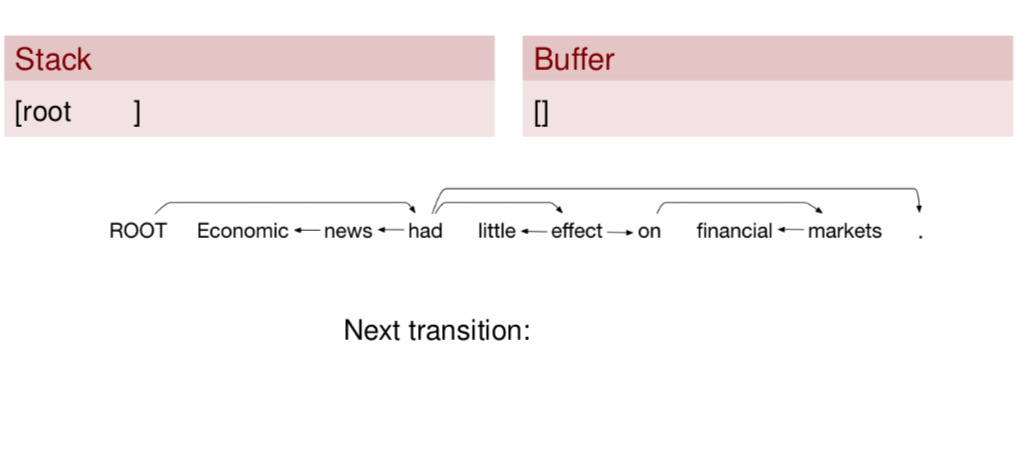 Stack
Buffer
[root ]
[]
ROOT Economic news had little effect on financial markets .
Next transition: